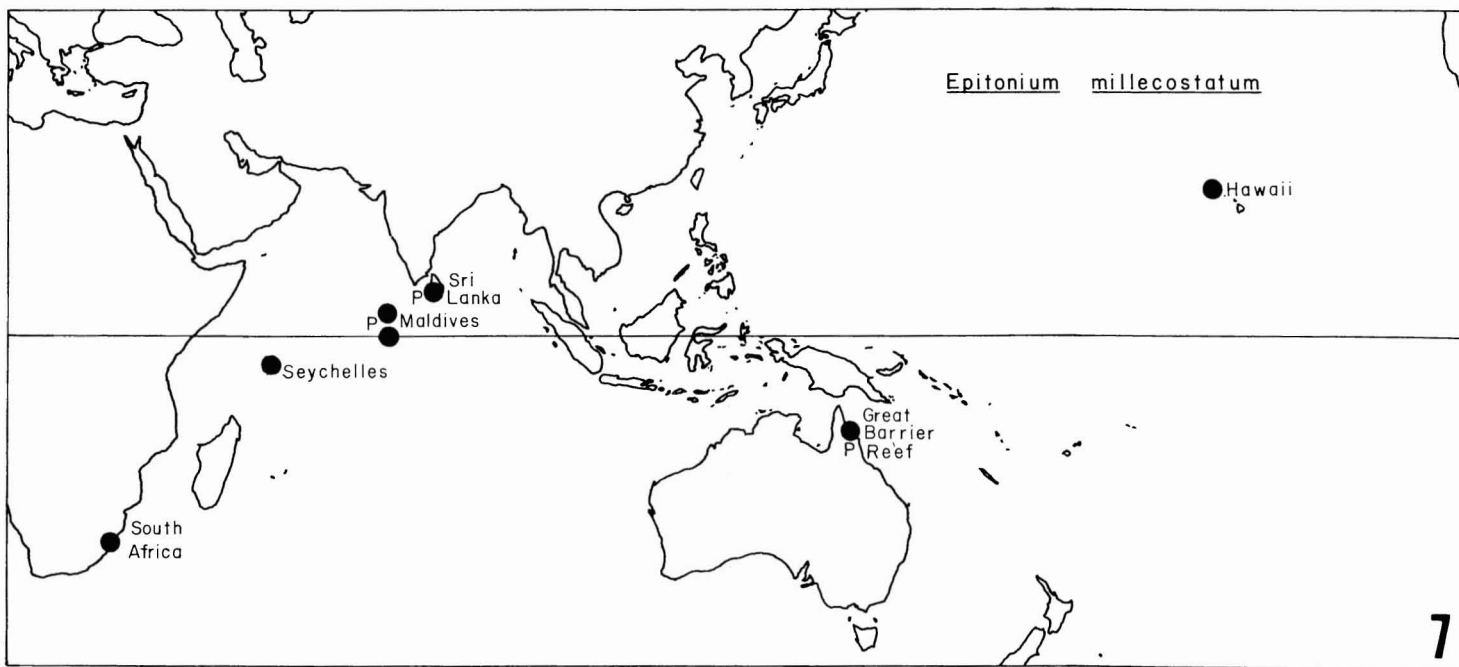 Epitonium millecostatum
Hawaii
Sri
P Lanka
P Maldives
Seychelles
Great
Barrier
P Reef
South
Africa
7